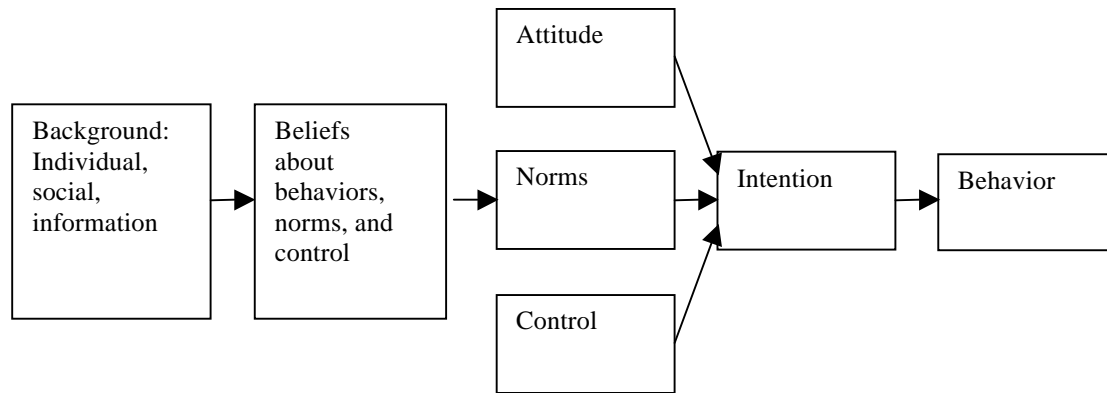 Background:
Individual,
social,
information
Beliefs
about
behaviors,
norms, and
control
Attitude
Norms
Control
Intention
Behavior